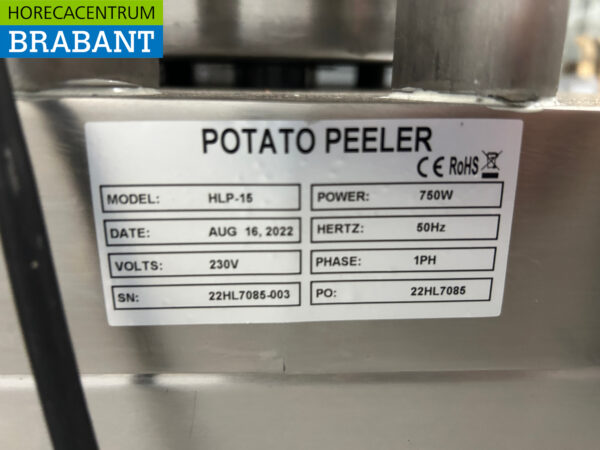 HORECACENTRUM
BRABANT
POTATO PEELER
CE RoHS
MODEL: HLP-15 POWER: 750W
DATE: AUG 16, 2022 HERTZ: 50Hz
VOLTS: 230V PHASE: 1PH
SN: 22HL7085-003 PO: 22HL7085